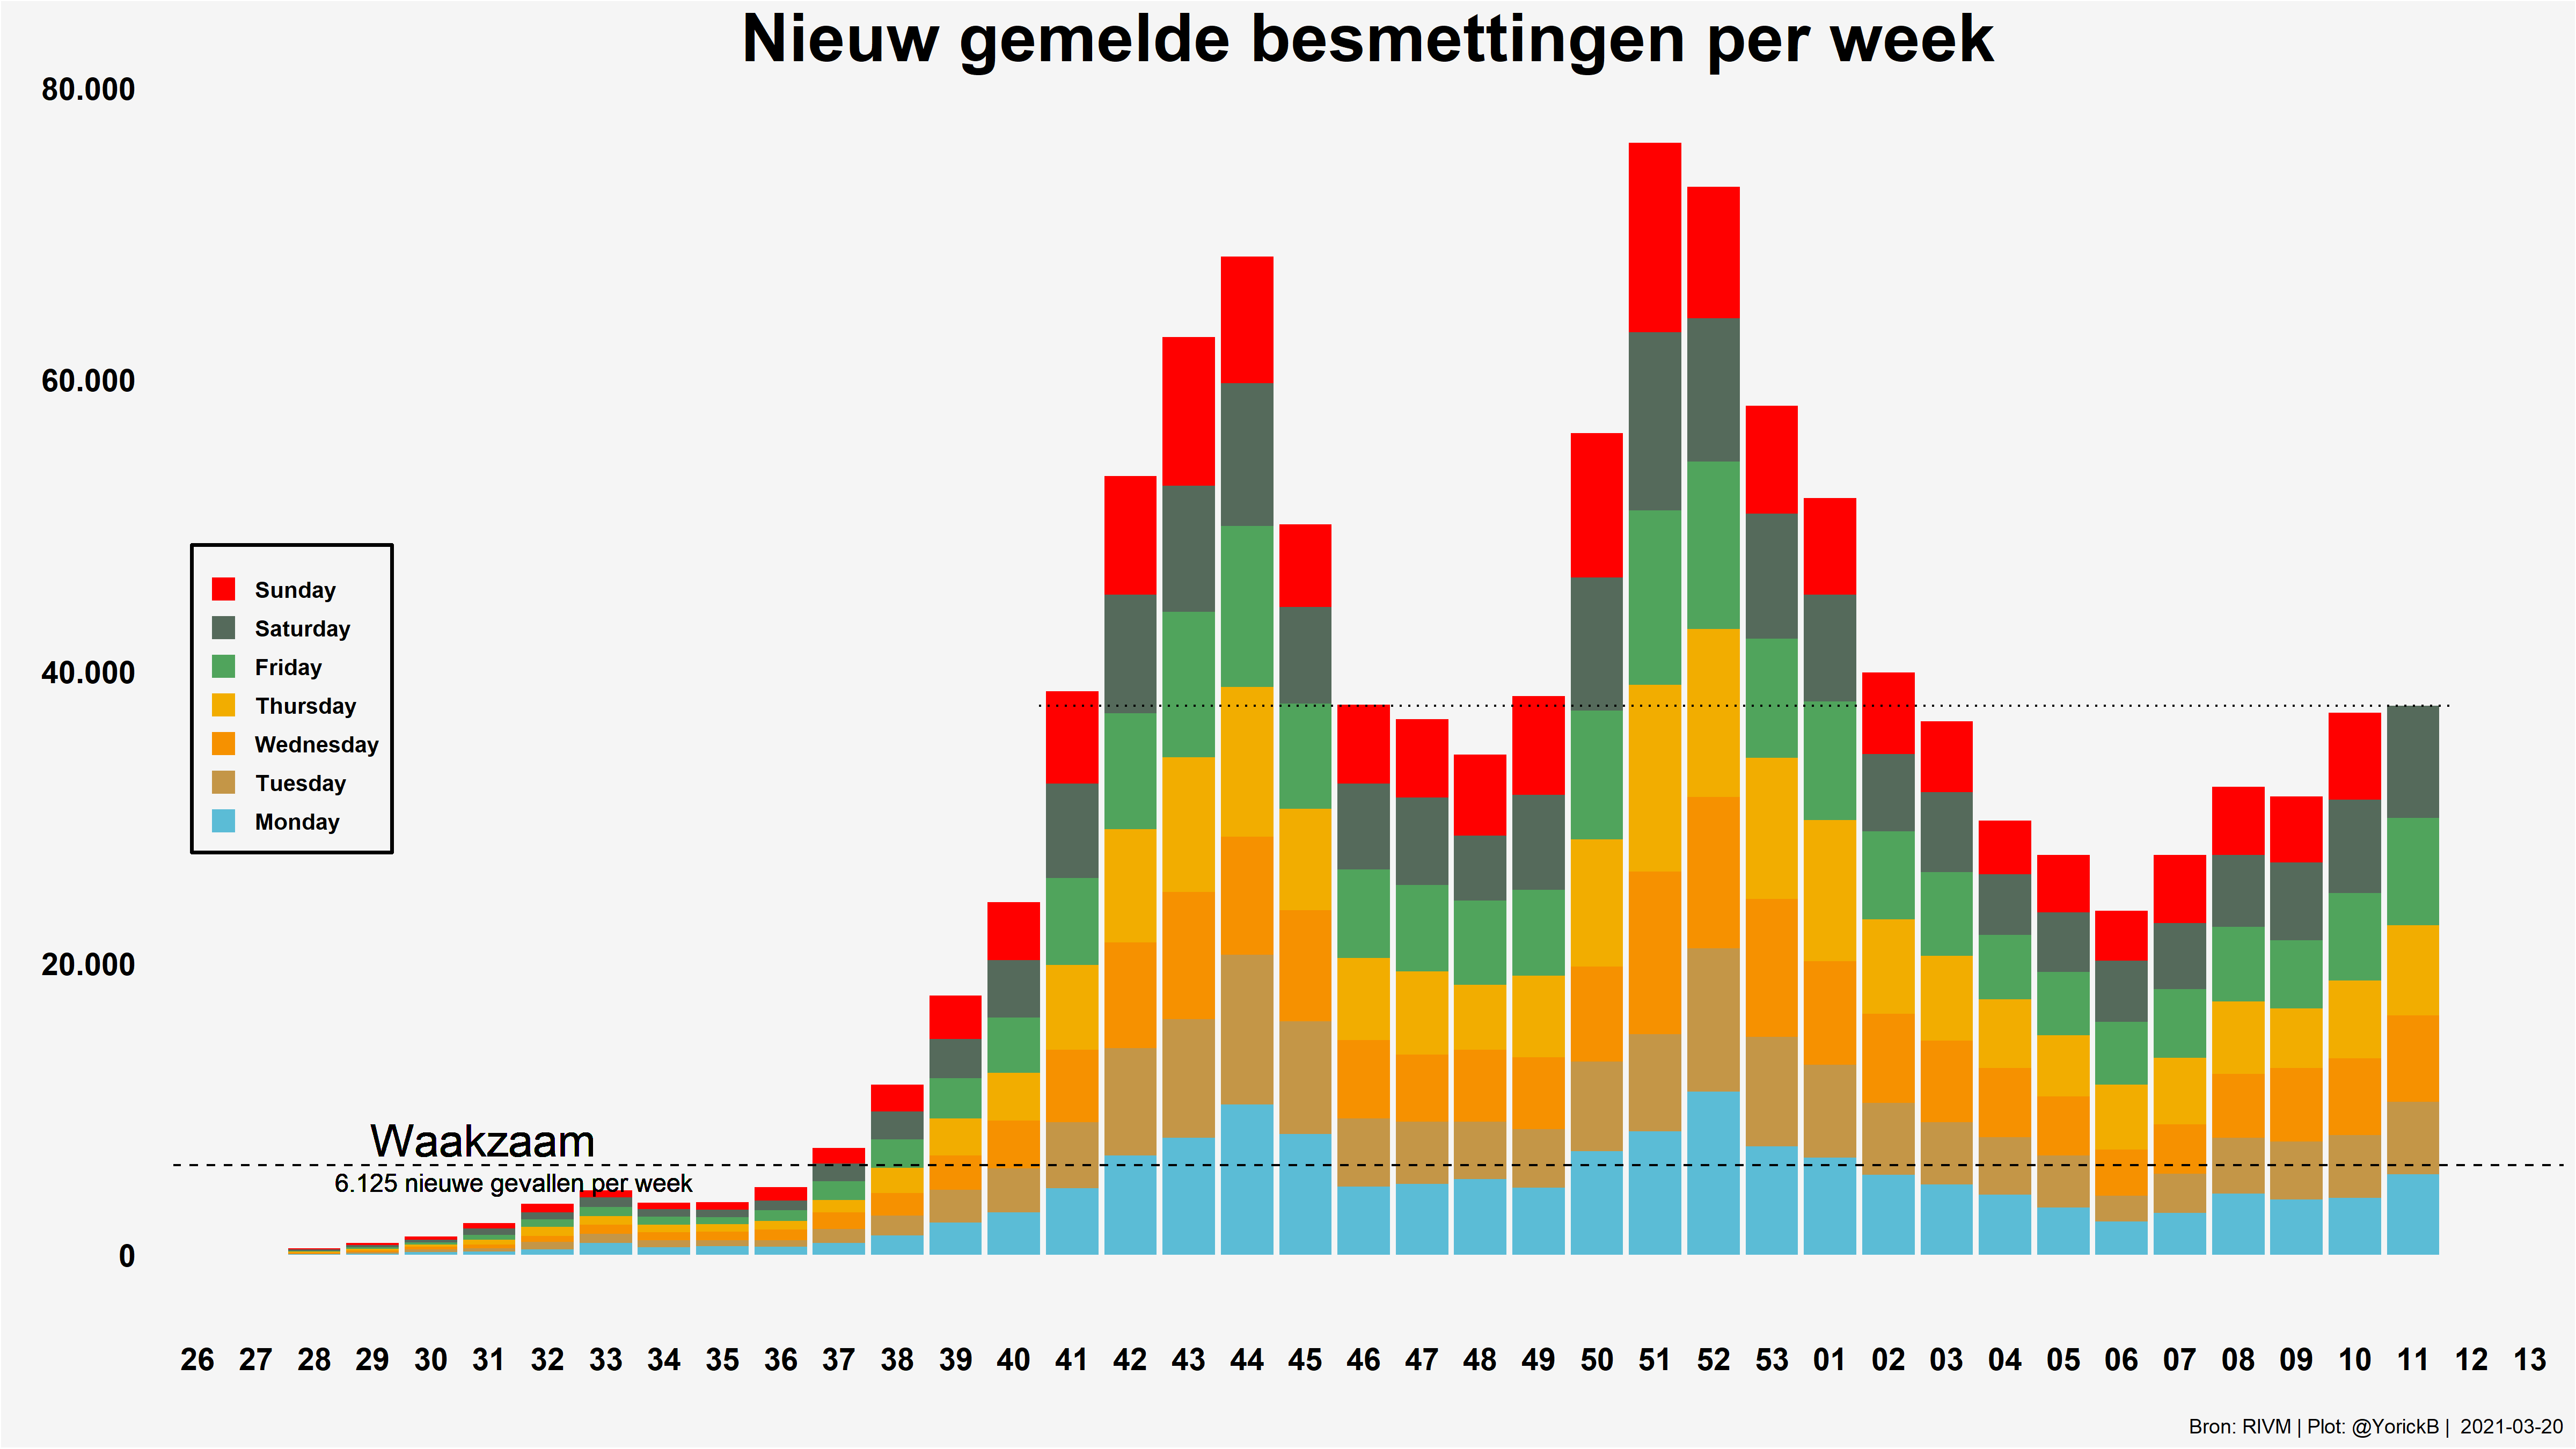 Nieuw gemelde besmettingen per week
80.000
60.000
40.000
20.000
0
Sunday
Saturday
Friday
Thursday
Wednesday
Tuesday
Monday
Waakzaam
6.125 nieuwe gevallen per week
26 27 28 29 30 31 32 33 34 35 36 37 38 39 40 41 42 43 44 45 46 47 48 49 50 51 52 53 01 02 03 04 05 06 07 08 09 10 11 12 13
Bron: RIVM | Plot: @YorickB | 2021-03-20